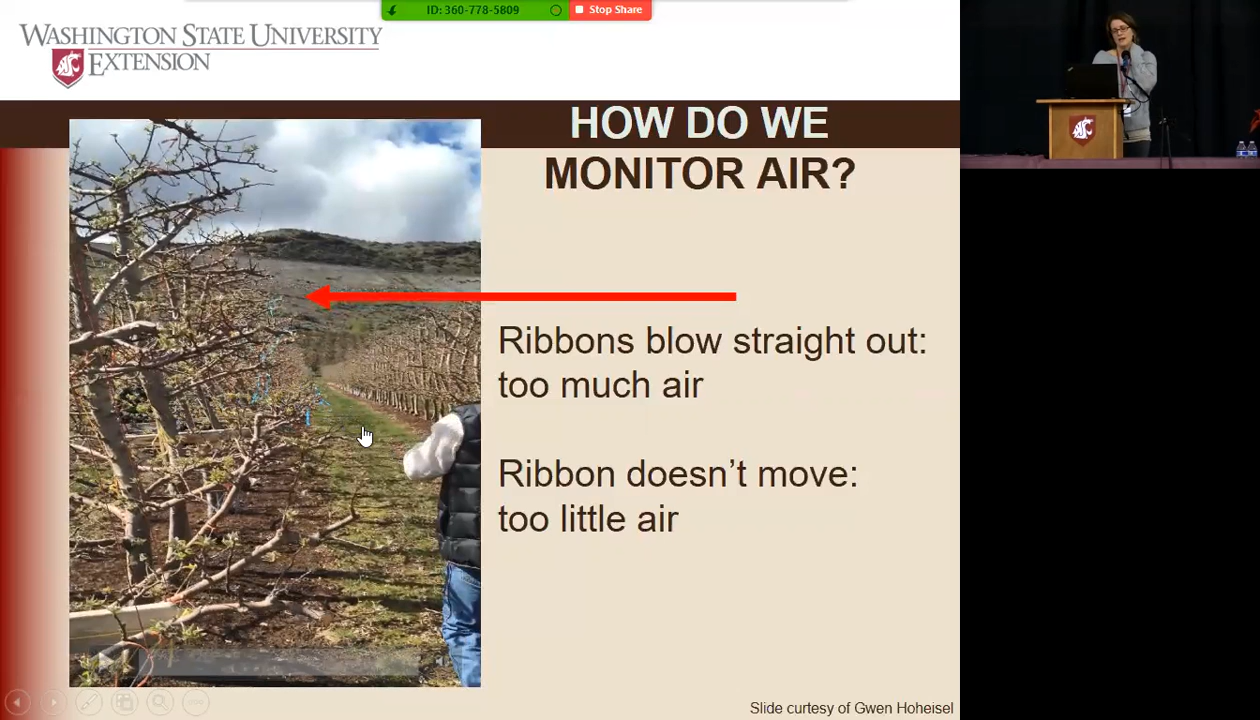 ID: 360-778-5809
Stop Share
WASHINGTON STATE UNIVERSITY
EXTENSION
HOW DO WE
MONITOR AIR?
Ribbons blow straight out:
too much air
Ribbon doesn't move:
too little air
Slide curtesy of Gwen Hoheisel